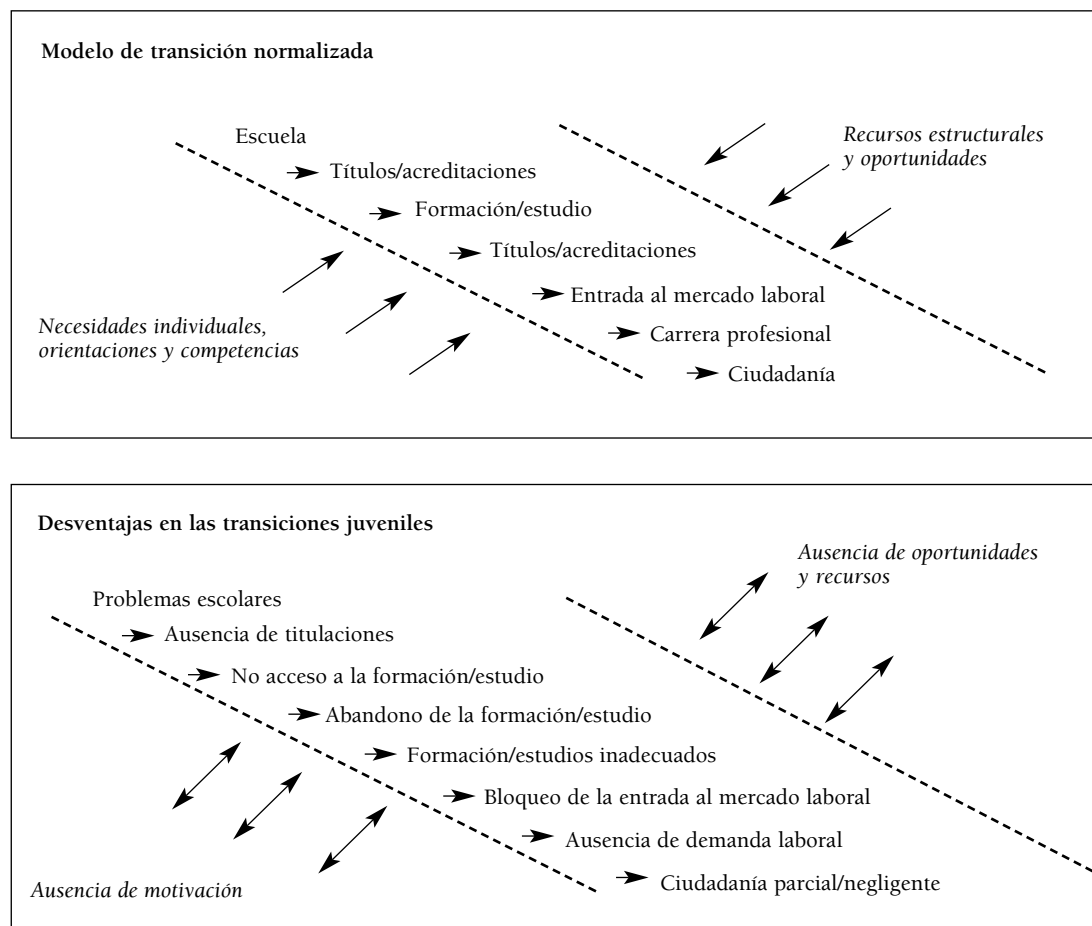 Modelo de transición normalizada
Escuela
Recursos estructurales
y oportunidades
Títulos/acreditaciones
Formación/estudio
Títulos/acreditaciones
Entrada al mercado laboral
Necesidades individuales,
orientaciones y competencias
Carrera profesional
Ciudadanía
Desventajas en las transiciones juveniles
Ausencia de oportunidades
y recursos
Problemas escolares
Ausencia de titulaciones
No acceso a la formación/estudio
Abandono de la formación/estudio
Formación/estudios inadecuados
Bloqueo de la entrada al mercado laboral
Ausencia de demanda laboral
Ciudadanía parcial/negligente
Ausencia de motivación